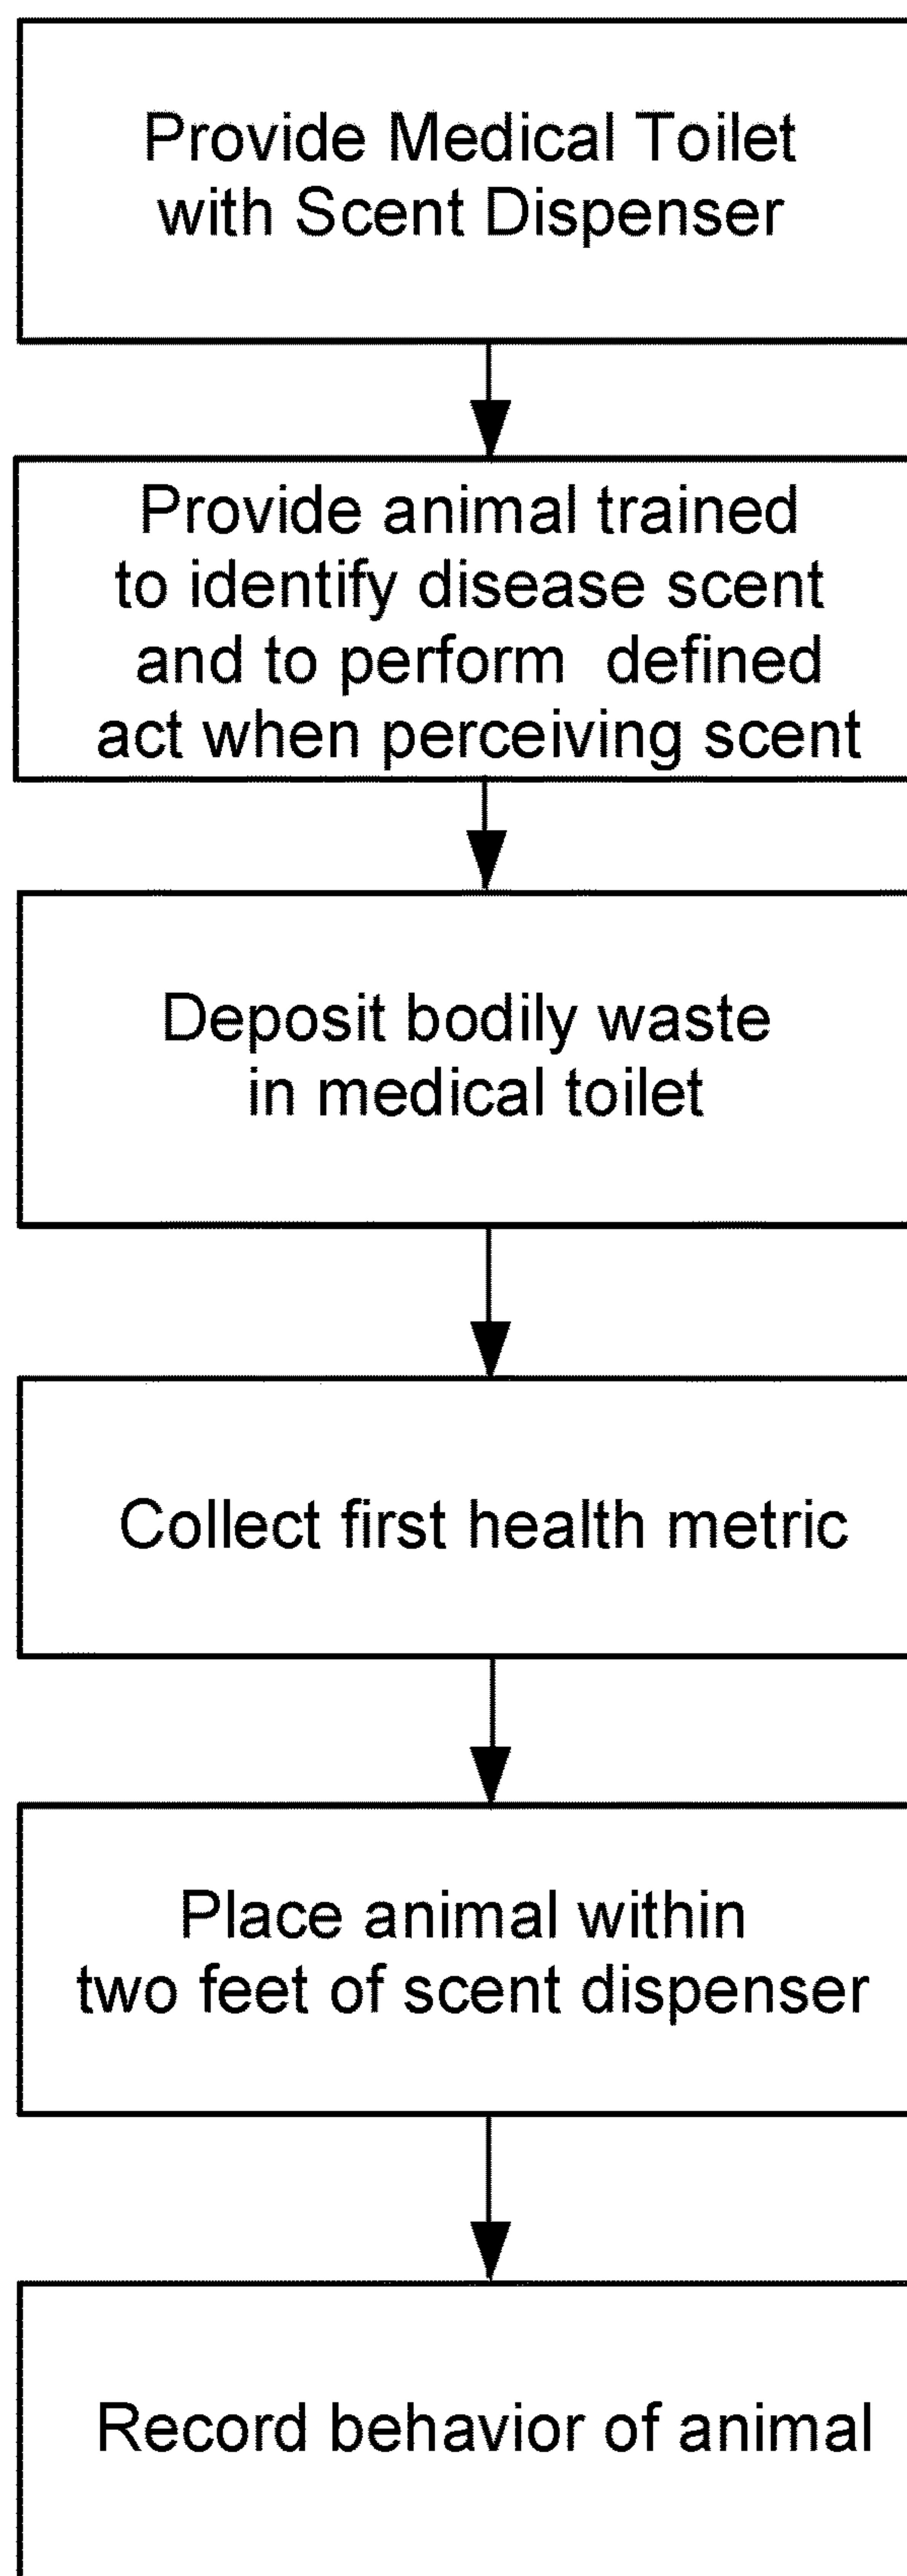 Provide Medical Toilet
with Scent Dispenser
Provide animal trained
to identify disease scent
and to perform defined
act when perceiving scent
Deposit bodily waste
in medical toilet
Collect first health metric
Place animal within
two feet of scent dispenser
Record behavior of animal